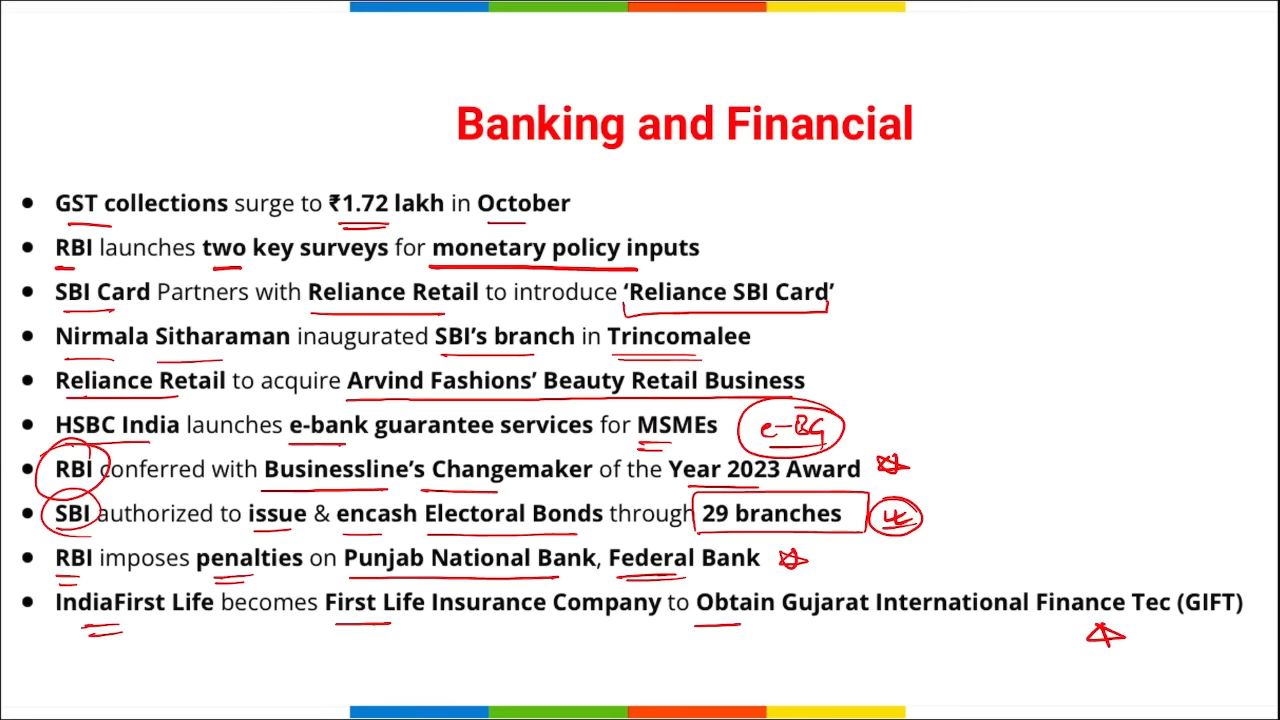 Banking and Financial
• GST collections surge to ₹1.72 lakh in October
• RBI launches two key surveys for monetary policy inputs
• SBI Card Partners with Reliance Retail to introduce ‘Reliance SBI Card’
• Nirmala Sitharaman inaugurated SBI’s branch in Trincomalee
• Reliance Retail to acquire Arvind Fashions’ Beauty Retail Business
• HSBC India launches e-bank guarantee services for MSMEs e-BG
• RBI conferred with Businessline’s Changemaker of the Year 2023 Award
• SBI authorized to issue & encash Electoral Bonds through 29 branches
• RBI imposes penalties on Punjab National Bank, Federal Bank
• IndiaFirst Life becomes First Life Insurance Company to Obtain Gujarat International Finance Tec (GIFT)